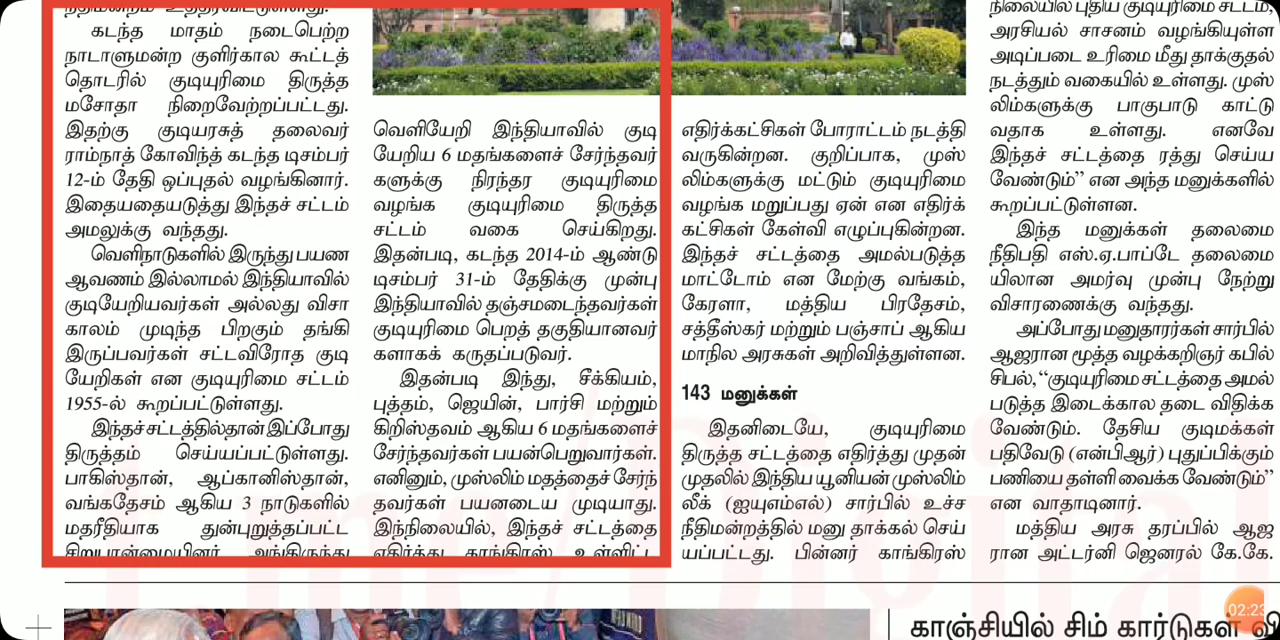 நீதிமன்றம் உத்தரவிட்டுள்ளது.
கடந்த மாதம் நடைபெற்ற
நாடாளுமன்ற குளிர்கால கூட்டத்
தொடரில் குடியுரிமை திருத்த
மசோதா நிறைவேற்றப்பட்டது.
இதற்கு குடியரசுத் தலைவர்
ராம்நாத் கோவிந்த் கடந்த டிசம்பர்
12-ம் தேதி ஒப்புதல் வழங்கினார்.
இதையதையடுத்து இந்தச் சட்டம்
அமலுக்கு வந்தது.
வெளிநாடுகளில் இருந்து பயண
ஆவணம் இல்லாமல் இந்தியாவில்
குடியேறியவர்கள் அல்லது விசா
காலம் முடிந்த பிறகும் தங்கி
இருப்பவர்கள் சட்டவிரோத குடி
யேறிகள் என குடியுரிமை சட்டம்
1955-ல் கூறப்பட்டுள்ளது.
இந்தச் சட்டத்தில்தான் இப்போது
திருத்தம் செய்யப்பட்டுள்ளது.
பாகிஸ்தான், ஆப்கானிஸ்தான்,
வங்கதேசம் ஆகிய 3 நாடுகளில்
மதரீதியாக துன்புறுத்தப்பட்ட
சிறுபான்மையினர் அங்கிருந்து
வெளியேறி இந்தியாவில் குடி
யேறிய 6 மதங்களைச் சேர்ந்தவர்
களுக்கு நிரந்தர குடியுரிமை
வழங்க குடியுரிமை திருத்த
சட்டம் வகை செய்கிறது.
இதன்படி, கடந்த 2014-ம் ஆண்டு
டிசம்பர் 31-ம் தேதிக்கு முன்பு
இந்தியாவில் தஞ்சமடைந்தவர்கள்
குடியுரிமை பெறத் தகுதியானவர்
களாகக் கருதப்படுவர்.
இதன்படி இந்து, சீக்கியம்,
புத்தம், ஜெயின், பார்சி மற்றும்
கிறிஸ்தவம் ஆகிய 6 மதங்களைச்
சேர்ந்தவர்கள் பயன்பெறுவார்கள்.
எனினும், முஸ்லிம் மதத்தைச் சேர்ந்
தவர்கள் பயனடைய முடியாது.
இந்நிலையில், இந்தச் சட்டத்தை
எதிர்த்து காங்கிரஸ் உள்ளிட்ட
எதிர்க்கட்சிகள் போராட்டம் நடத்தி
வருகின்றன. குறிப்பாக, முஸ்
லிம்களுக்கு மட்டும் குடியுரிமை
வழங்க மறுப்பது ஏன் என எதிர்க்
கட்சிகள் கேள்வி எழுப்புகின்றன.
இந்தச் சட்டத்தை அமல்படுத்த
மாட்டோம் என மேற்கு வங்கம்,
கேரளா, மத்திய பிரதேசம்,
சத்தீஸ்கர் மற்றும் பஞ்சாப் ஆகிய
மாநில அரசுகள் அறிவித்துள்ளன.
143 மனுக்கள்
இதனிடையே, குடியுரிமை
திருத்த சட்டத்தை எதிர்த்து முதன்
முதலில் இந்திய யூனியன் முஸ்லிம்
லீக் (ஐயுஎம்எல்) சார்பில் உச்ச
நீதிமன்றத்தில் மனு தாக்கல் செய்
யப்பட்டது. பின்னர் காங்கிரஸ்
நிலையில் புதிய குடியுரிமை சட்டம்,
அரசியல் சாசனம் வழங்கியுள்ள
அடிப்படை உரிமை மீது தாக்குதல்
நடத்தும் வகையில் உள்ளது. முஸ்
லிம்களுக்கு பாகுபாடு காட்டு
வதாக உள்ளது. எனவே
இந்தச் சட்டத்தை ரத்து செய்ய
வேண்டும்” என அந்த மனுக்களில்
கூறப்பட்டுள்ளன.
இந்த மனுக்கள் தலைமை
நீதிபதி எஸ்.ஏ.பாப்டே தலைமை
யிலான அமர்வு முன்பு நேற்று
விசாரணைக்கு வந்தது.
அப்போது மனுதாரர்கள் சார்பில்
ஆஜரான மூத்த வழக்கறிஞர் கபில்
சிபல், “குடியுரிமை சட்டத்தை அமல்
படுத்த இடைக்கால தடை விதிக்க
வேண்டும். தேசிய குடிமக்கள்
பதிவேடு (என்பிஆர்) புதுப்பிக்கும்
பணியை தள்ளி வைக்க வேண்டும்”
என வாதாடினார்.
மத்திய அரசு தரப்பில் ஆஜ
ரான அட்டர்னி ஜெனரல் கே.கே.
02:23
காஞ்சியில் சிம் கார்டுகள்